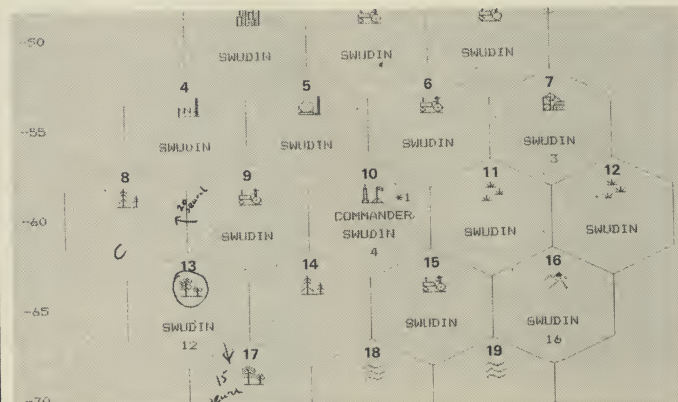 -50
SWUDIN SWUDIN SWUDIN
4 5 6 7
-55
SWUDIN SWUDIN SWUDIN SWUDIN
3
8 9 10 11 12
*1
COMMANDER
-60 SWUDIN SWUDIN SWUDIN SWUDIN
4
13 14 15 16
-65
SWUDIN SWUDIN SWUDIN
12 16
17 18 19
15
-70